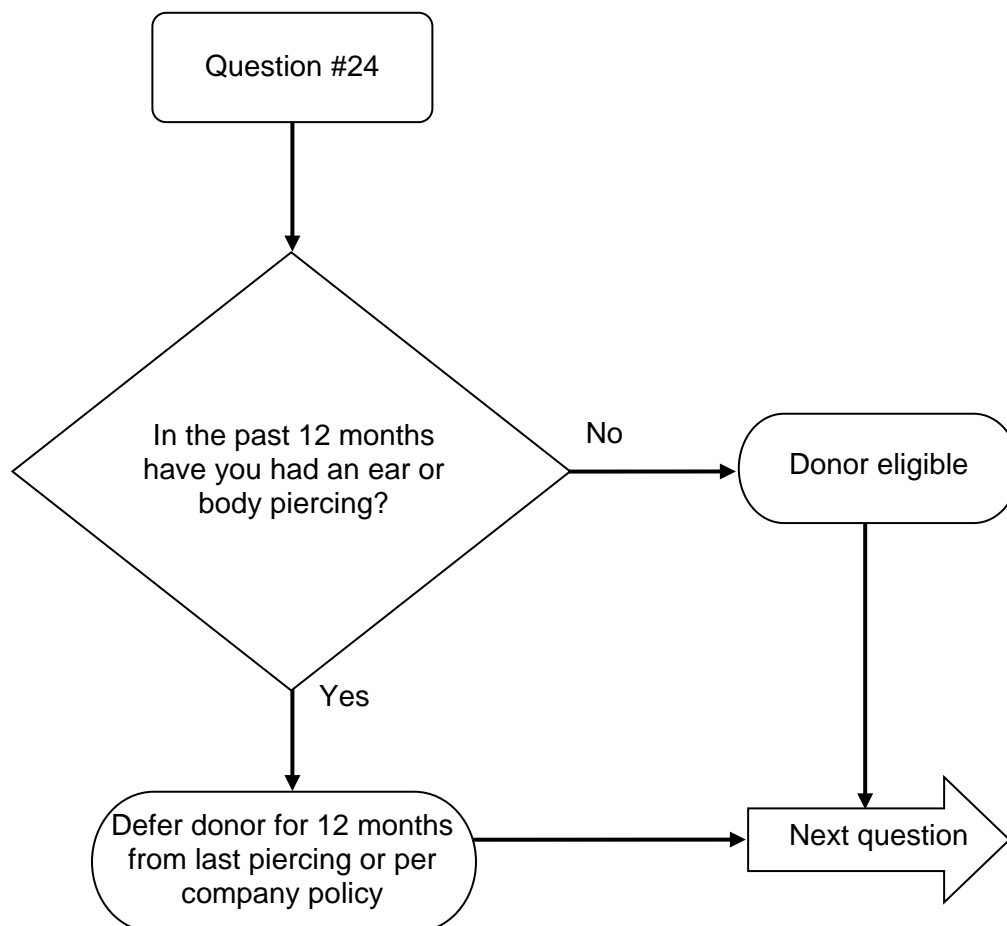 Question #24
In the past 12 months
have you had an ear or
body piercing?
No
Donor eligible
Yes
Defer donor for 12 months
from last piercing or per
company policy
Next question